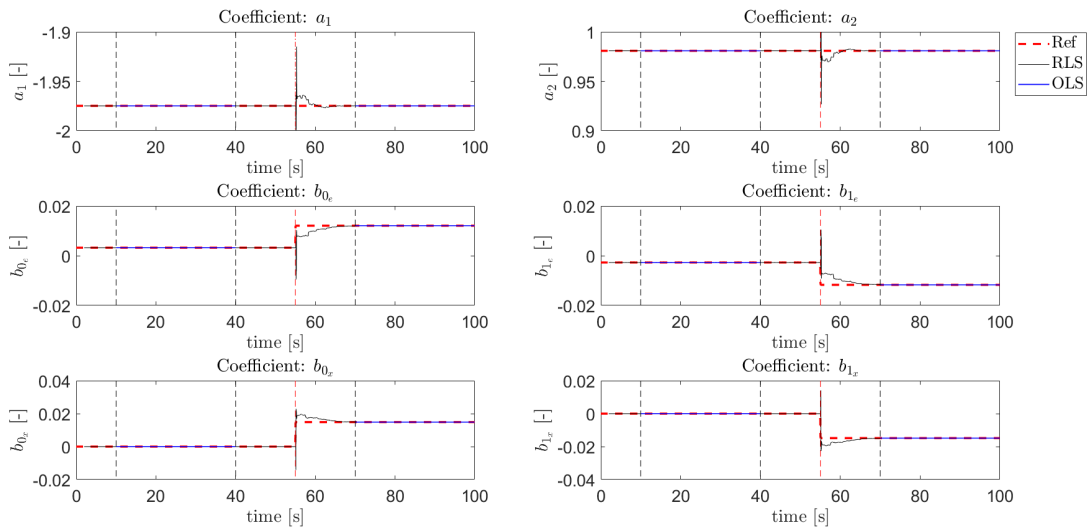 Coefficient: a₁
-1.9
-1.95
-2
a₁ [-]
0 20 40 60 80 100
time [s]
Coefficient: a₂
1
0.95
0.9
a₂ [-]
0 20 40 60 80 100
time [s]
Ref
RLS
OLS
Coefficient: b₀ₑ
0.02
0
-0.02
b₀ₑ [-]
0 20 40 60 80 100
time [s]
Coefficient: b₁ₑ
0.02
0
-0.02
b₁ₑ [-]
0 20 40 60 80 100
time [s]
Coefficient: b₀ₓ
0.04
0.02
0
-0.02
b₀ₓ [-]
0 20 40 60 80 100
time [s]
Coefficient: b₁ₓ
0.02
0
-0.02
-0.04
b₁ₓ [-]
0 20 40 60 80 100
time [s]